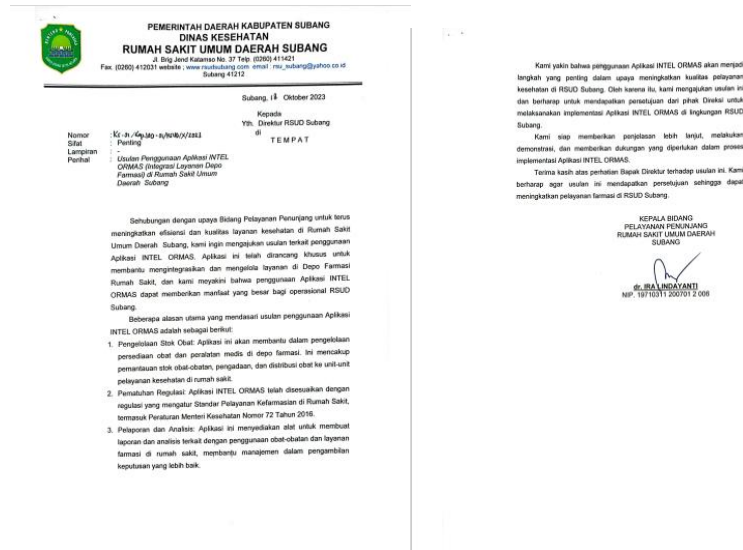 PEMERINTAH DAERAH KABUPATEN SUBANG
DINAS KESEHATAN
RUMAH SAKIT UMUM DAERAH SUBANG
Jl. Brig Jend Katamso No. 37 Telp. (0260) 411421
Fax. (0260) 412031 website : www.rsudsubang.com email : rsu_subang@yahoo.co.id
Subang 41212
Subang, 18 Oktober 2023
Kepada
Yth. Direktur RSUD Subang
di
TEMPAT
Nomor :
Sifat : Penting
Lampiran : -
Perihal : Usulan Penggunaan Aplikasi INTEL
ORMAS (Integrasi Layanan Depo
Farmasi) di Rumah Sakit Umum
Daerah Subang
Sehubungan dengan upaya Bidang Pelayanan Penunjang untuk terus
meningkatkan efisiensi dan kualitas layanan kesehatan di Rumah Sakit
Umum Daerah Subang, kami ingin mengajukan usulan terkait penggunaan
Aplikasi INTEL ORMAS. Aplikasi ini telah dirancang khusus untuk
membantu mengintegrasikan dan mengelola layanan di Depo Farmasi
Rumah Sakit, dan kami meyakini bahwa penggunaan Aplikasi INTEL
ORMAS dapat memberikan manfaat yang besar bagi operasional RSUD
Subang.
Beberapa alasan utama yang mendasari usulan penggunaan Aplikasi
INTEL ORMAS adalah sebagai berikut:
1. Pengelolaan Stok Obat: Aplikasi ini akan membantu dalam pengelolaan
persediaan obat dan peralatan medis di depo farmasi. Ini mencakup
pemantauan stok obat-obatan, pengadaan, dan distribusi obat ke unit-unit
pelayanan kesehatan di rumah sakit.
2. Pematuhan Regulasi: Aplikasi INTEL ORMAS telah disesuaikan dengan
regulasi yang mengatur Standar Pelayanan Kefarmasian di Rumah Sakit,
termasuk Peraturan Menteri Kesehatan Nomor 72 Tahun 2016.
3. Pelaporan dan Analisis: Aplikasi ini menyediakan alat untuk membuat
laporan dan analisis terkait dengan penggunaan obat-obatan dan layanan
farmasi di rumah sakit, membantu manajemen dalam pengambilan
keputusan yang lebih baik.
Kami yakin bahwa penggunaan Aplikasi INTEL ORMAS akan menjadi
langkah yang penting dalam upaya meningkatkan kualitas pelayanan
kesehatan di RSUD Subang. Oleh karena itu, kami mengajukan usulan ini
dan berharap untuk mendapatkan persetujuan dari pihak Direksi untuk
melaksanakan implementasi Aplikasi INTEL ORMAS di lingkungan RSUD
Subang.
Kami siap memberikan penjelasan lebih lanjut, melakukan
demonstrasi, dan memberikan dukungan yang diperlukan dalam proses
implementasi Aplikasi INTEL ORMAS.
Terima kasih atas perhatian Bapak Direktur terhadap usulan ini. Kami
berharap agar usulan ini mendapatkan persetujuan sehingga dapat
meningkatkan pelayanan farmasi di RSUD Subang.
KEPALA BIDANG
PELAYANAN PENUNJANG
RUMAH SAKIT UMUM DAERAH
SUBANG
dr. IRA LINDAYANTI
NIP. 19710311 200701 2 006